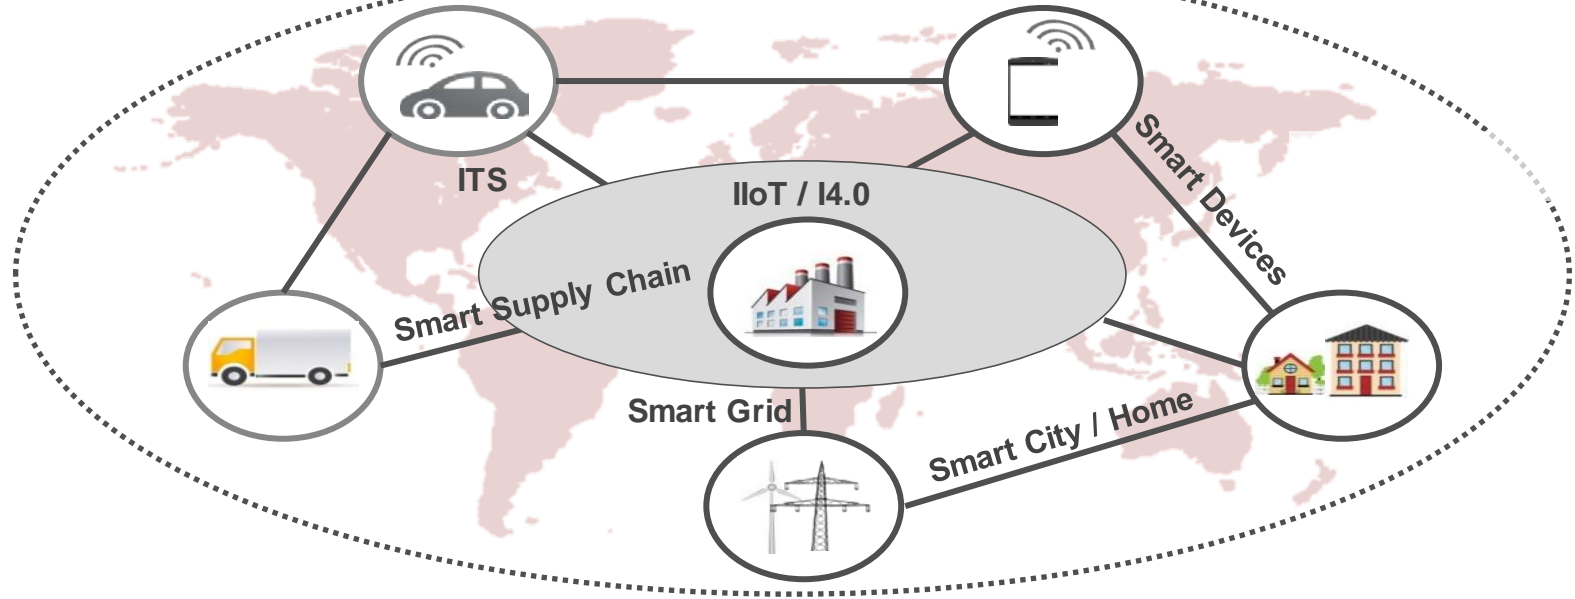 ITS
IIoT / I4.0
Smart Devices
Smart Supply Chain
Smart Grid
Smart City / Home